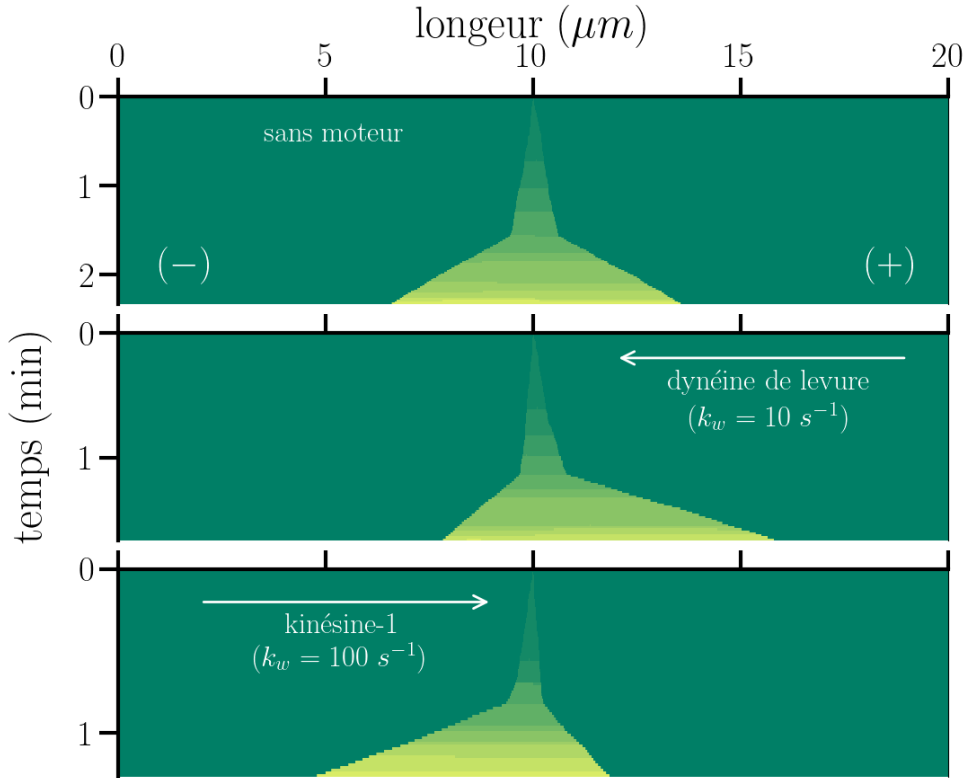 longeur (μm)
0 5 10 15 20
0
sans moteur
1
(−) (+)
2
temps (min)
0
dynéine de levure
(k_w = 10 s⁻¹)
1
0
kinésine-1
(k_w = 100 s⁻¹)
1